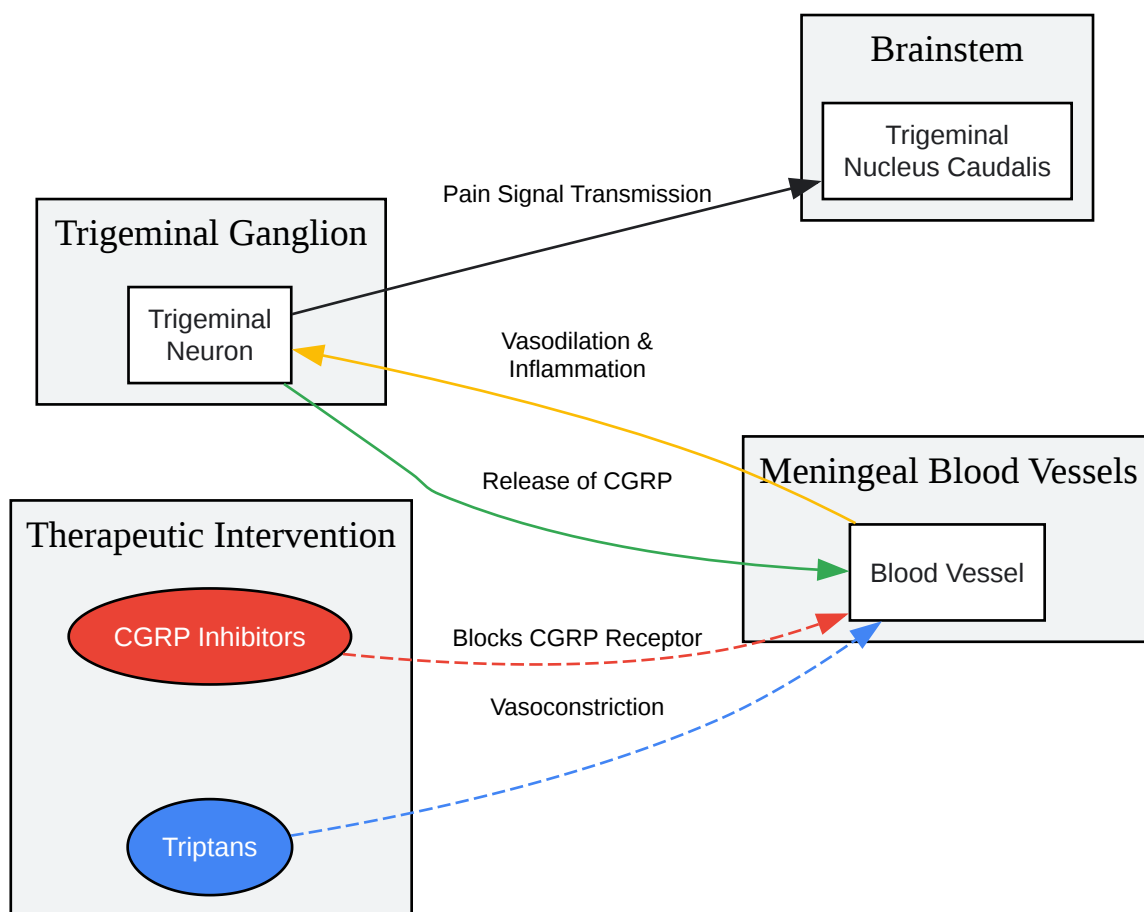 Brainstem
Trigeminal
Nucleus Caudalis
Pain Signal Transmission
Trigeminal Ganglion
Trigeminal
Neuron
Vasodilation &
Inflammation
Meningeal Blood Vessels
Release of CGRP
Blood Vessel
Therapeutic Intervention
CGRP Inhibitors
Blocks CGRP Receptor
Vasoconstriction
Triptans